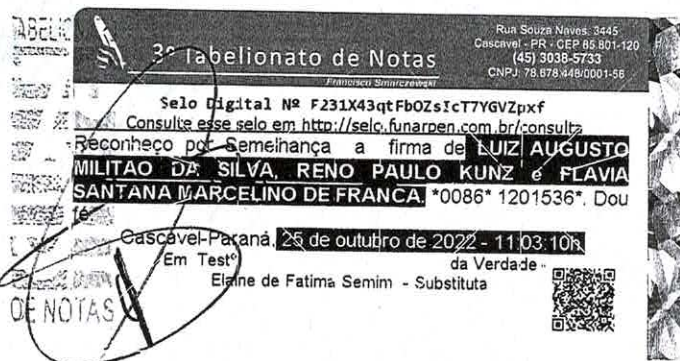 3º Tabelionato de Notas
Francisco Smarczewski
Rua Souza Naves, 3445
Cascavel - PR - CEP 85.801-120
(45) 3038-5733
CNPJ: 78.678.448/0001-56
Selo Digital Nº F231X43qtFbOZsIcT7YGVZpxf
Consulte esse selo em http://selo.funarpen.com.br/consulta
Reconheço por Semelhança a firma de LUIZ AUGUSTO
MILITAO DA SILVA, RENO PAULO KUNZ e FLAVIA
SANTANA MARCELINO DE FRANCA. *0086* 1201536*. Dou
fé.
Cascavel-Paraná, 25 de outubro de 2022 - 11:03:10h
Em Testº da Verdade
Elaine de Fatima Semim - Substituta
DE NOTAS